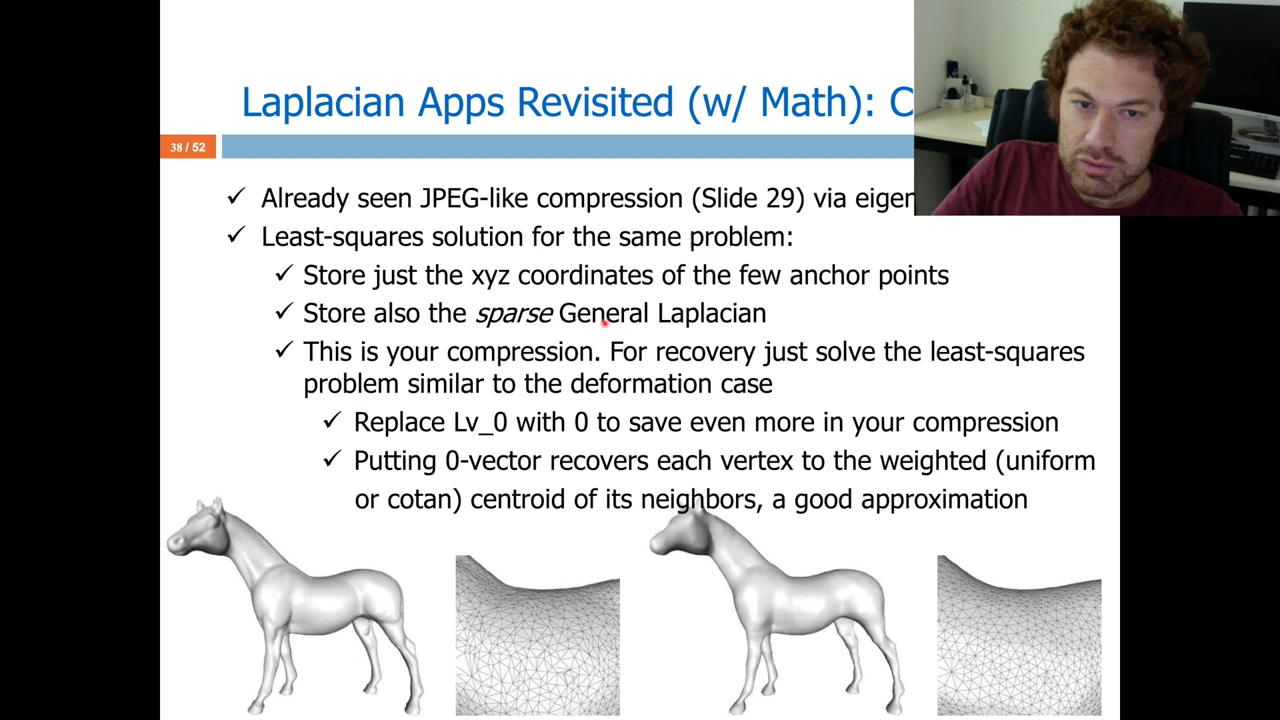 Laplacian Apps Revisited (w/ Math): C
38 / 52
Already seen JPEG-like compression (Slide 29) via eigen
Least-squares solution for the same problem:
Store just the xyz coordinates of the few anchor points
Store also the sparse General Laplacian
This is your compression. For recovery just solve the least-squares
problem similar to the deformation case
Replace Lv_0 with 0 to save even more in your compression
Putting 0-vector recovers each vertex to the weighted (uniform
or cotan) centroid of its neighbors, a good approximation